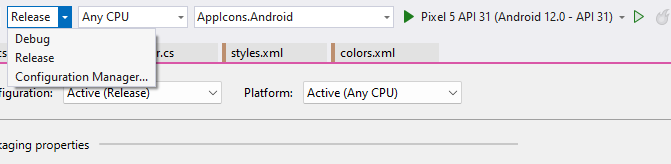 Release Any CPU AppIcons.Android Pixel 5 API 31 (Android 12.0 - API 31)
Debug
Release
Configuration Manager...
r.cs styles.xml colors.xml
figuration: Active (Release) Platform: Active (Any CPU)
kaging properties